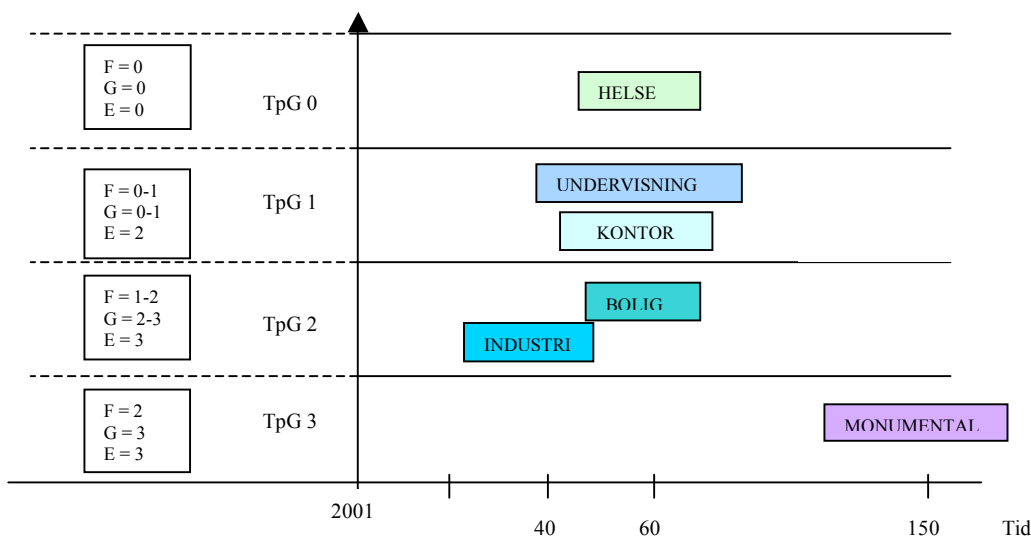 F = 0
G = 0
E = 0
TpG 0
HELSE
F = 0-1
G = 0-1
E = 2
TpG 1
UNDERVISNING
KONTOR
F = 1-2
G = 2-3
E = 3
TpG 2
BOLIG
INDUSTRI
F = 2
G = 3
E = 3
TpG 3
MONUMENTAL
2001
40
60
150
Tid